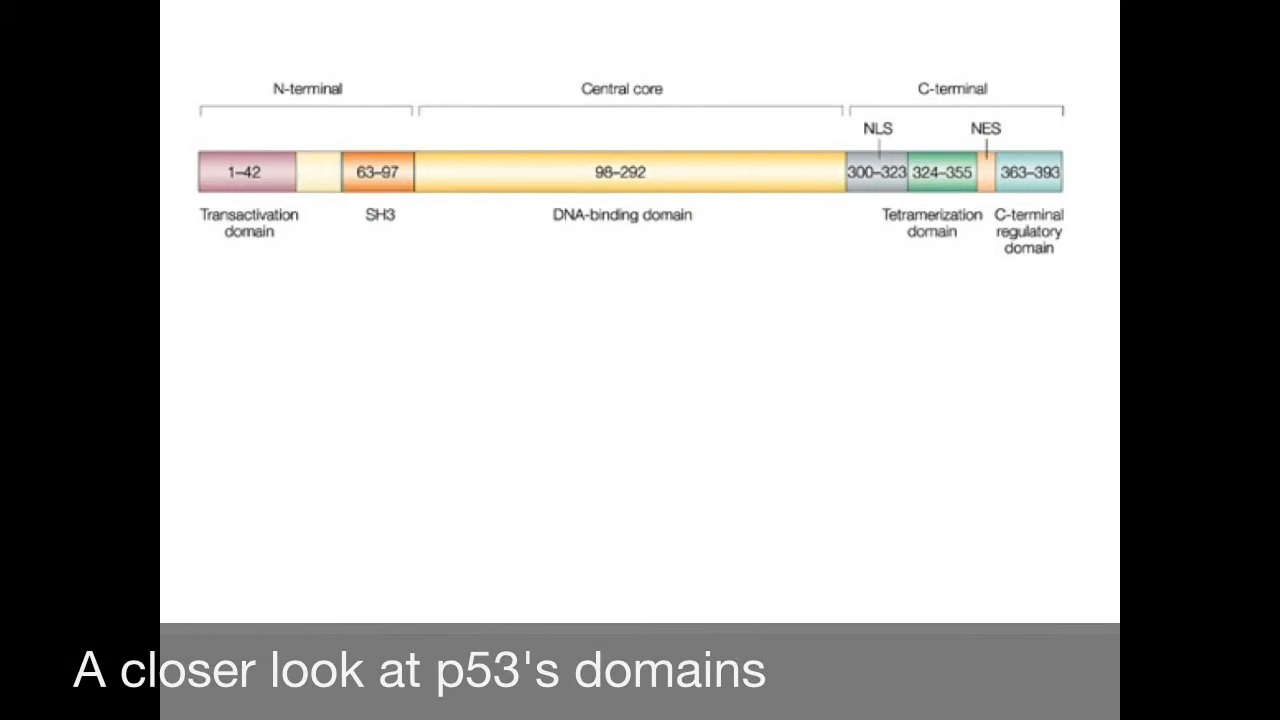 N-terminal Central core C-terminal
NLS NES
1–42 63–97 98–292 300–323 324–355 363–393
Transactivation domain
SH3
DNA-binding domain
Tetramerization domain
C-terminal regulatory domain
A closer look at p53's domains